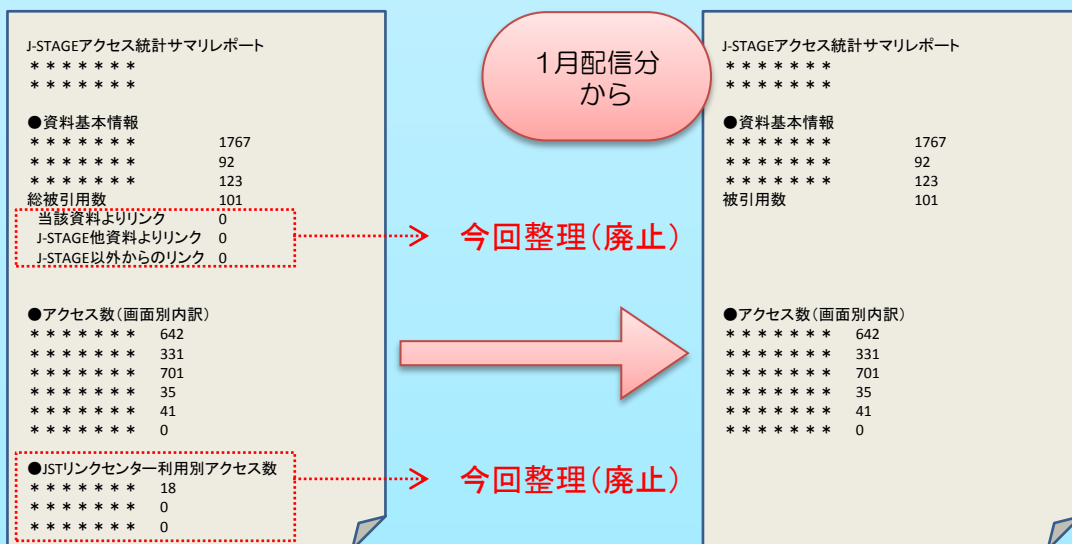 J-STAGEアクセス統計サマリレポート
＊＊＊＊＊＊＊
＊＊＊＊＊＊＊
●資料基本情報
＊＊＊＊＊＊＊ 1767
＊＊＊＊＊＊＊ 92
＊＊＊＊＊＊＊ 123
総被引用数 101
当該資料よりリンク 0
J-STAGE他資料よりリンク 0
J-STAGE以外からのリンク 0
●アクセス数（画面別内訳）
＊＊＊＊＊＊＊ 642
＊＊＊＊＊＊＊ 331
＊＊＊＊＊＊＊ 701
＊＊＊＊＊＊＊ 35
＊＊＊＊＊＊＊ 41
＊＊＊＊＊＊＊ 0
●JSTリンクセンター利用別アクセス数
＊＊＊＊＊＊＊ 18
＊＊＊＊＊＊＊ 0
＊＊＊＊＊＊＊ 0
１月配信分
から
今回整理（廃止）
今回整理（廃止）
J-STAGEアクセス統計サマリレポート
＊＊＊＊＊＊＊
＊＊＊＊＊＊＊
●資料基本情報
＊＊＊＊＊＊＊ 1767
＊＊＊＊＊＊＊ 92
＊＊＊＊＊＊＊ 123
被引用数 101
●アクセス数（画面別内訳）
＊＊＊＊＊＊＊ 642
＊＊＊＊＊＊＊ 331
＊＊＊＊＊＊＊ 701
＊＊＊＊＊＊＊ 35
＊＊＊＊＊＊＊ 41
＊＊＊＊＊＊＊ 0